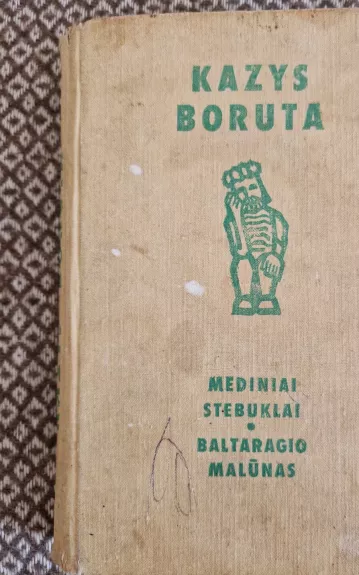 KAZYS
BORUTA
MEDINIAI
STEBUKLAI
•
BALTARAGIO
MALŪNAS